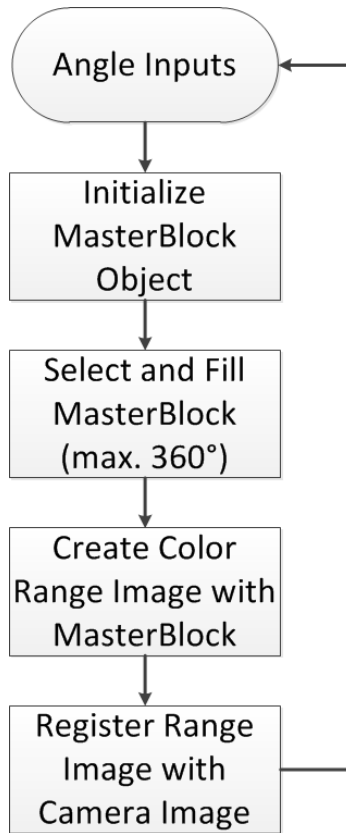 Angle Inputs
Initialize
MasterBlock
Object
Select and Fill
MasterBlock
(max. 360°)
Create Color
Range Image with
MasterBlock
Register Range
Image with
Camera Image